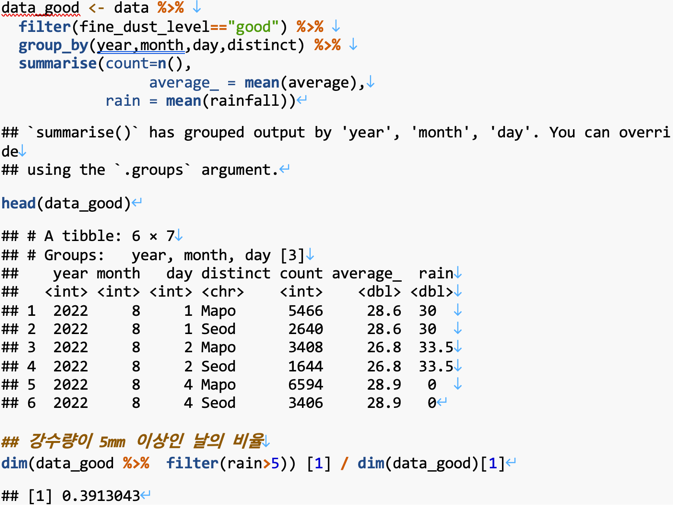 data_good <- data %>% ↓
filter(fine_dust_level=="good") %>% ↓
group_by(year,month,day,distinct) %>% ↓
summarise(count=n(),
average_ = mean(average),↓
rain = mean(rainfall))↵
## `summarise()` has grouped output by 'year', 'month', 'day'. You can overri
de↓
## using the `.groups` argument.↵
head(data_good)↵
## # A tibble: 6 × 7↓
## # Groups:   year, month, day [3]↓
##    year month   day distinct count average_  rain↓
##   <int> <int> <int> <chr>    <int>    <dbl> <dbl>↓
## 1  2022     8     1 Mapo      5466     28.6  30  ↓
## 2  2022     8     1 Seod      2640     28.6  30  ↓
## 3  2022     8     2 Mapo      3408     26.8  33.5↓
## 4  2022     8     2 Seod      1644     26.8  33.5↓
## 5  2022     8     4 Mapo      6594     28.9   0  ↓
## 6  2022     8     4 Seod      3406     28.9   0↵
## 강수량이 5mm 이상인 날의 비율↓
dim(data_good %>%  filter(rain>5)) [1] / dim(data_good)[1]↵
## [1] 0.3913043↵